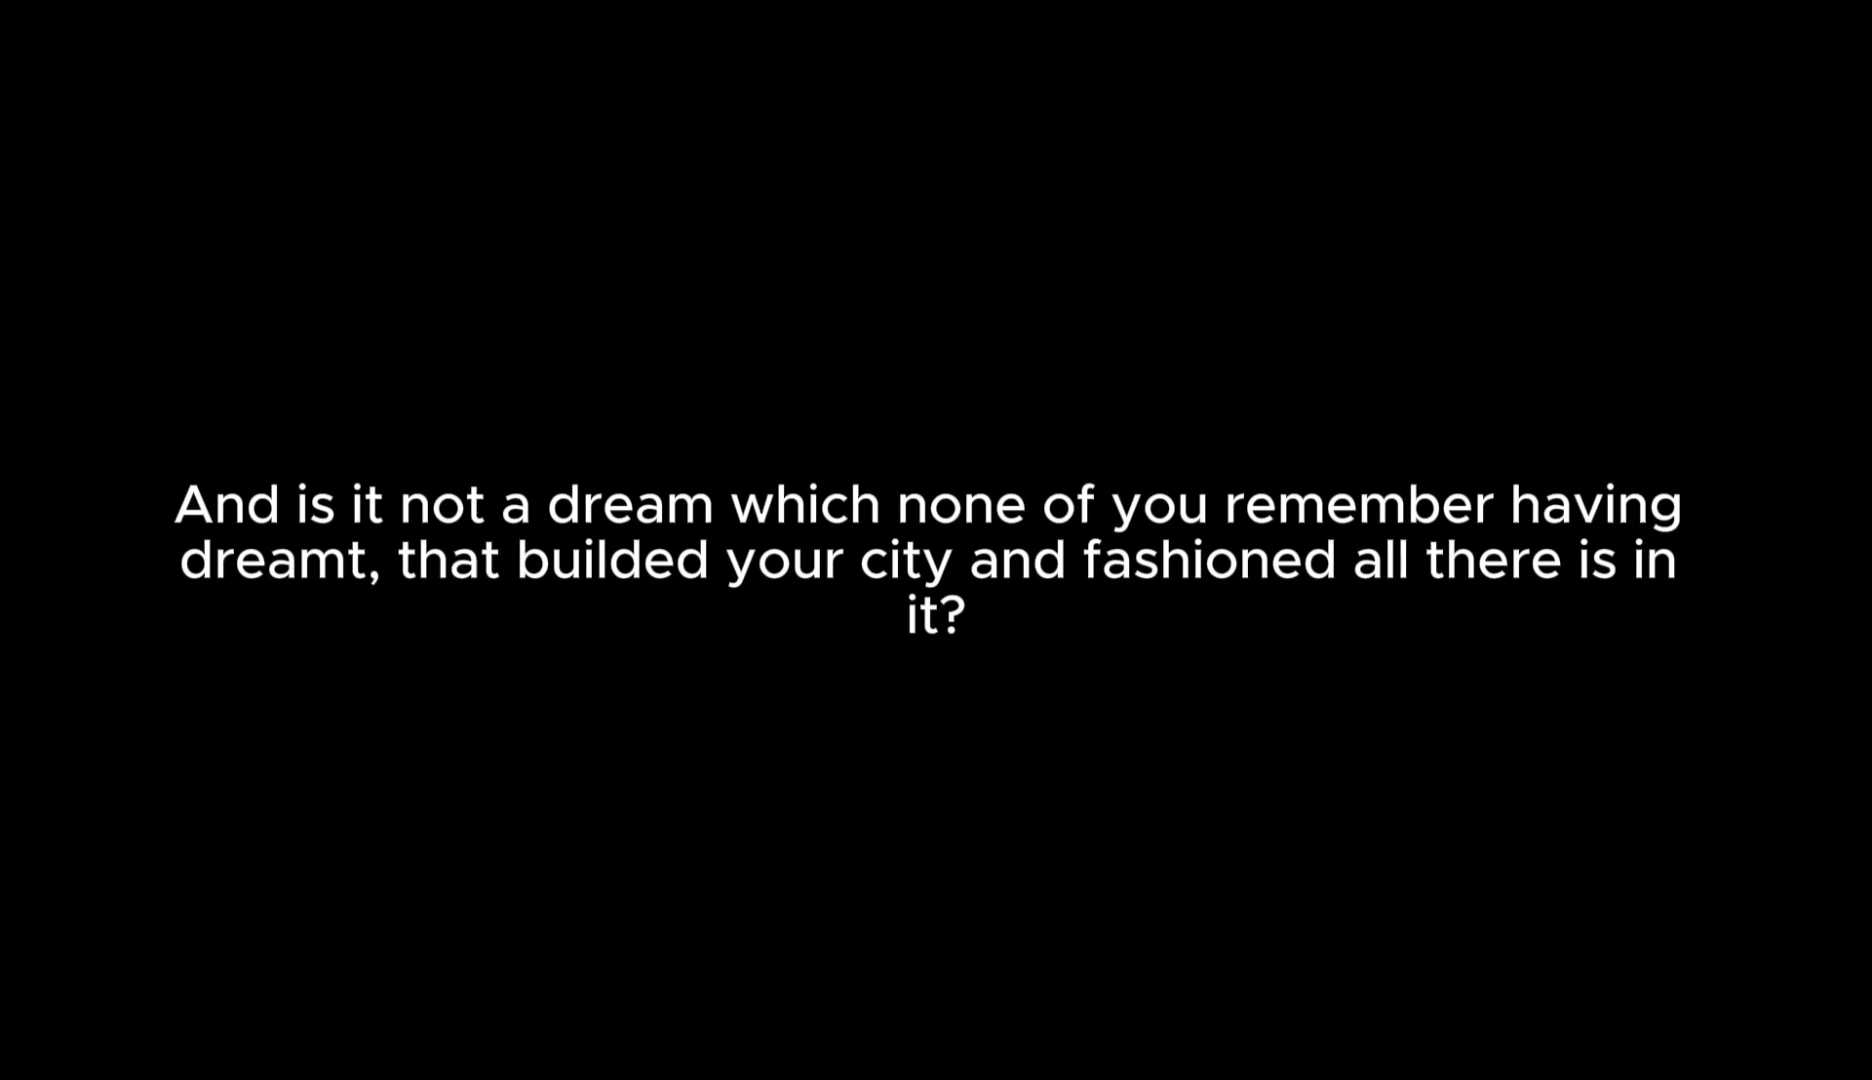 And is it not a dream which none of you remember having
dreamt, that builded your city and fashioned all there is in
it?